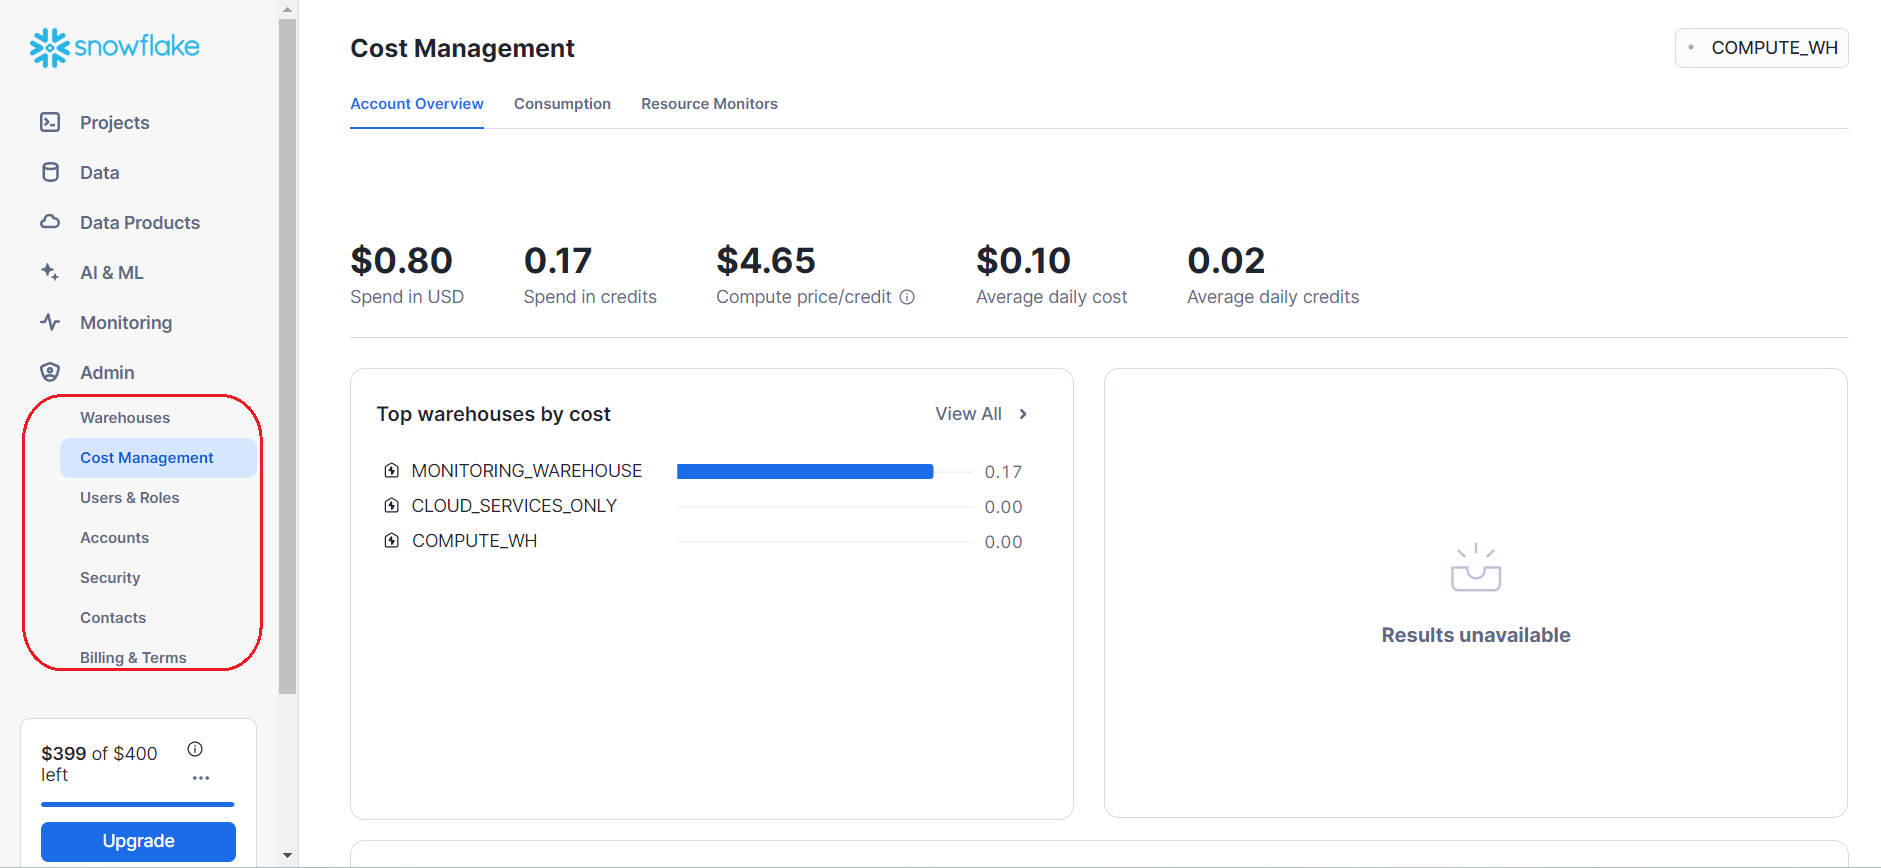 snowflake
Projects
Data
Data Products
AI & ML
Monitoring
Admin
Warehouses
Cost Management
Users & Roles
Accounts
Security
Contacts
Billing & Terms
$399 of $400
left
Upgrade
Cost Management
COMPUTE_WH
Account Overview Consumption Resource Monitors
$0.80 0.17 $4.65 $0.10 0.02
Spend in USD Spend in credits Compute price/credit Average daily cost Average daily credits
Top warehouses by cost View All
MONITORING_WAREHOUSE 0.17
CLOUD_SERVICES_ONLY 0.00
COMPUTE_WH 0.00
Results unavailable